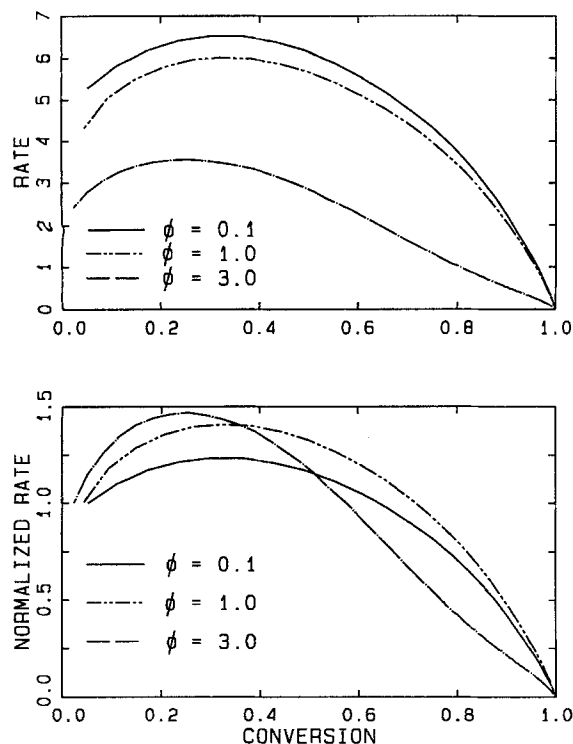 7
6
5
4
3
2
1
0
RATE
ϕ = 0.1
ϕ = 1.0
ϕ = 3.0
0.0 0.2 0.4 0.6 0.8 1.0
1.5
1.0
0.5
0.0
NORMALIZED RATE
ϕ = 0.1
ϕ = 1.0
ϕ = 3.0
0.0 0.2 0.4 0.6 0.8 1.0
CONVERSION